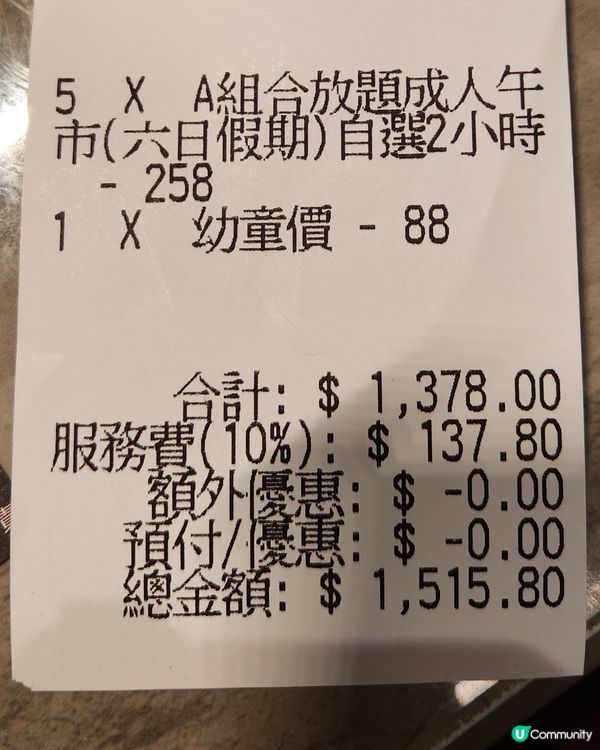 5 X A組合放題成人午
市(六日假期)自選2小時
- 258
1 X 幼童價 - 88
合計: $ 1,378.00
服務費(10%): $ 137.80
額外優惠: $ -0.00
預付/優惠: $ -0.00
總金額: $ 1,515.80
U Community